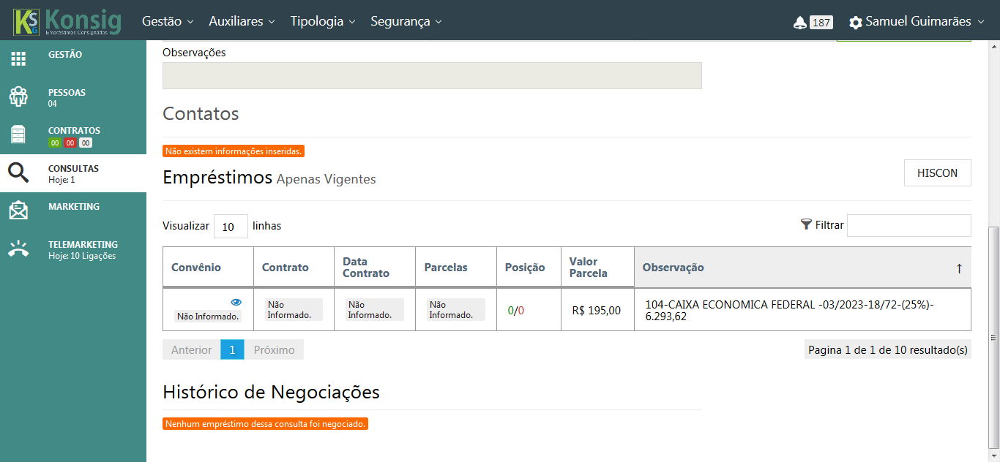 KSG Konsig
Empréstimos Consignados
Gestão
Auxiliares
Tipologia
Segurança
187
Samuel Guimarães
GESTÃO
PESSOAS
04
CONTRATOS
00 00 00
CONSULTAS
Hoje: 1
MARKETING
TELEMARKETING
Hoje: 10 Ligações
Observações
Contatos
Não existem informações inseridas.
Empréstimos Apenas Vigentes
HISCON
Visualizar 10 linhas
Filtrar
Convênio
Contrato
Data
Contrato
Parcelas
Posição
Valor
Parcela
Observação
Não Informado.
Não
Informado.
Não
Informado.
Não
Informado.
0/0
R$ 195,00
104-CAIXA ECONOMICA FEDERAL -03/2023-18/72-(25%)-
6.293,62
Anterior 1 Próximo
Pagina 1 de 1 de 10 resultado(s)
Histórico de Negociações
Nenhum empréstimo dessa consulta foi negociado.